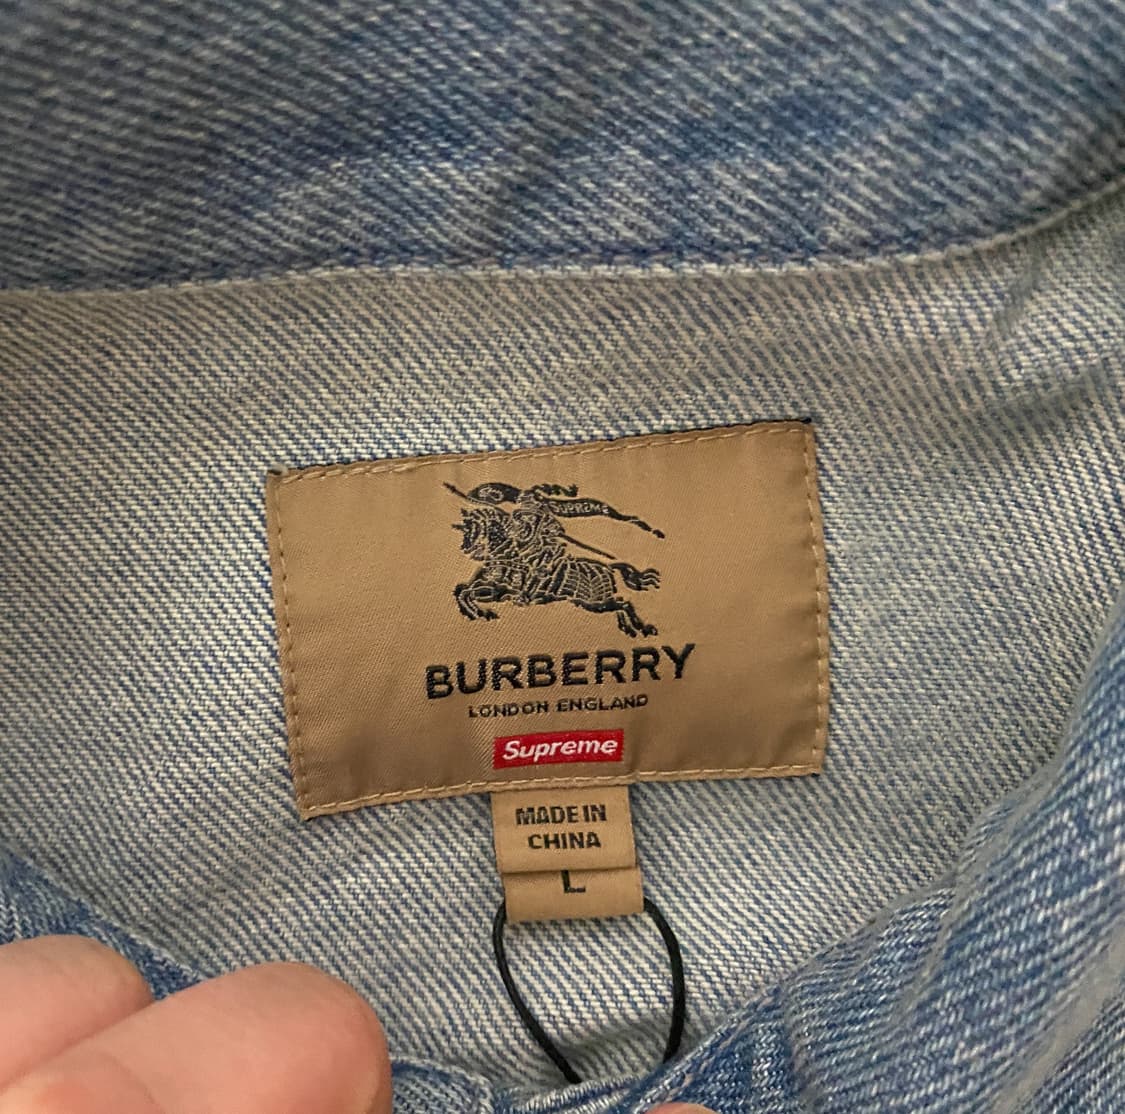 SUPREME
BURBERRY
LONDON ENGLAND
Supreme
MADE IN
CHINA
L